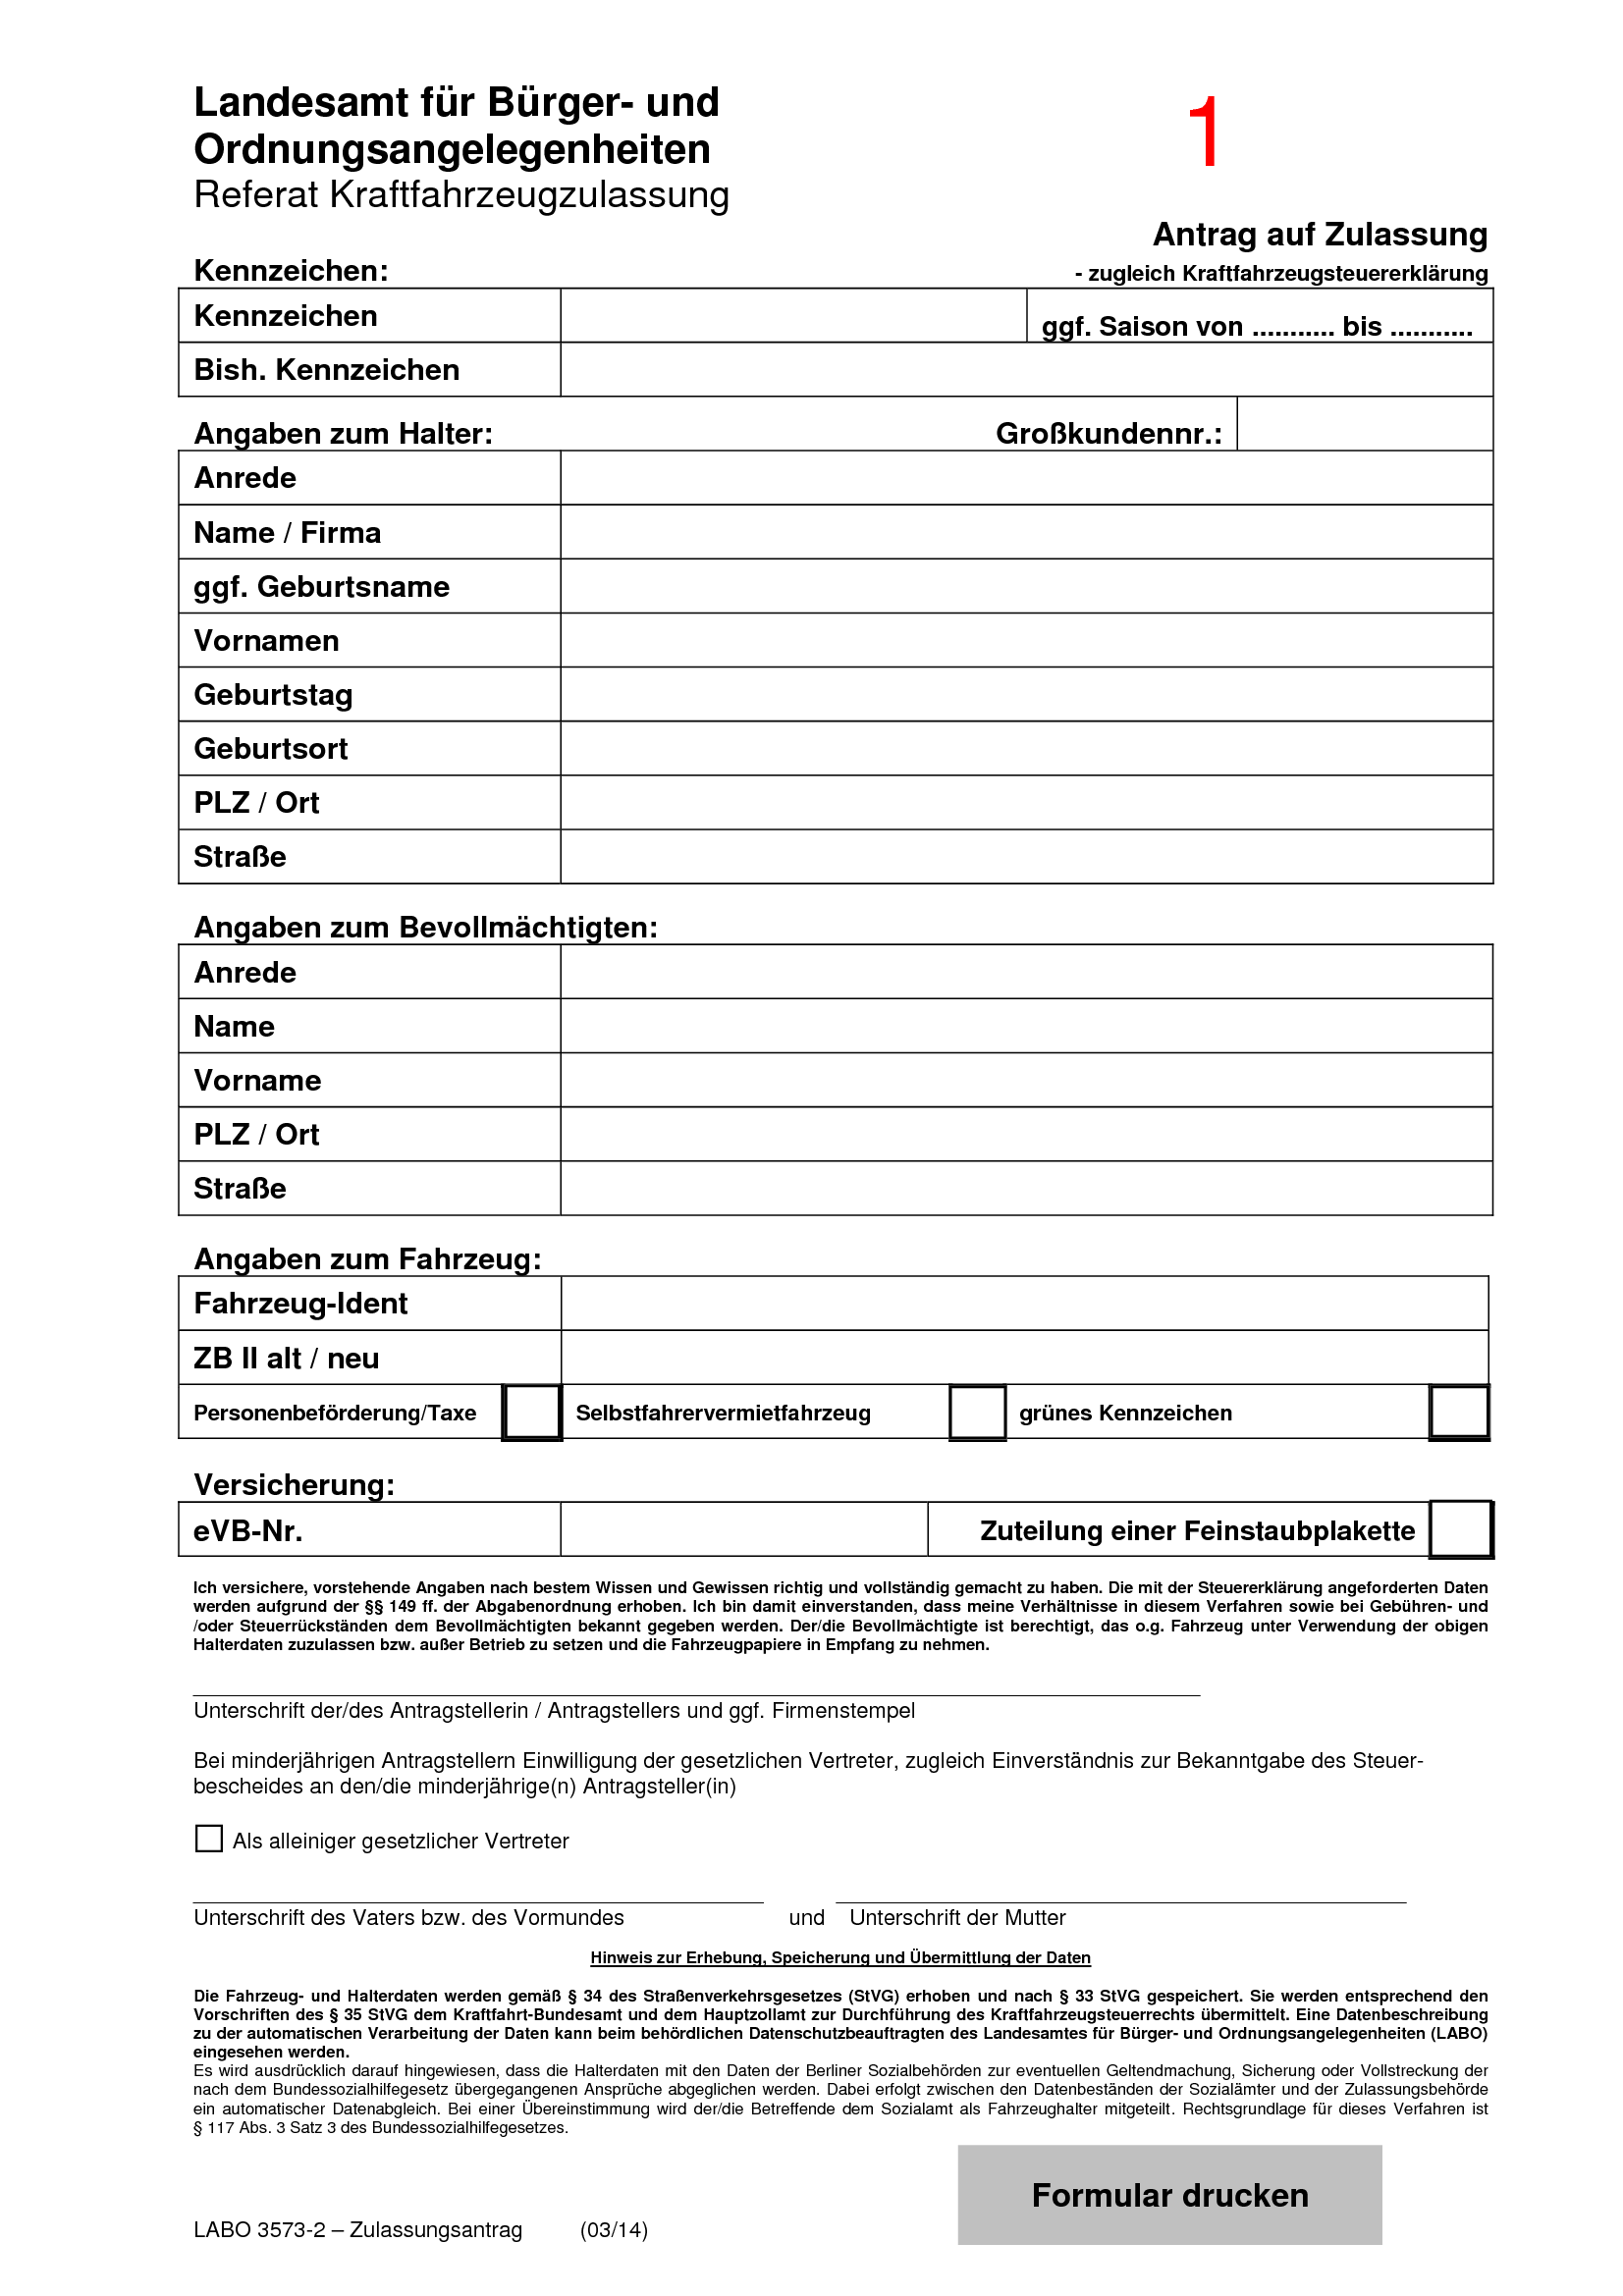 Landesamt für Bürger- und
Ordnungsangelegenheiten
Referat Kraftfahrzeugzulassung
1
Antrag auf Zulassung
Kennzeichen:
- zugleich Kraftfahrzeugsteuererklärung
Kennzeichen
ggf. Saison von ........... bis ...........
Bish. Kennzeichen
Angaben zum Halter:
Großkundennr.:
Anrede
Name / Firma
ggf. Geburtsname
Vornamen
Geburtstag
Geburtsort
PLZ / Ort
Straße
Angaben zum Bevollmächtigten:
Anrede
Name
Vorname
PLZ / Ort
Straße
Angaben zum Fahrzeug:
Fahrzeug-Ident
ZB II alt / neu
Personenbeförderung/Taxe
Selbstfahrervermietfahrzeug
grünes Kennzeichen
Versicherung:
eVB-Nr.
Zuteilung einer Feinstaubplakette
Ich versichere, vorstehende Angaben nach bestem Wissen und Gewissen richtig und vollständig gemacht zu haben. Die mit der Steuererklärung angeforderten Daten
werden aufgrund der §§ 149 ff. der Abgabenordnung erhoben. Ich bin damit einverstanden, dass meine Verhältnisse in diesem Verfahren sowie bei Gebühren- und
/oder Steuerrückständen dem Bevollmächtigten bekannt gegeben werden. Der/die Bevollmächtigte ist berechtigt, das o.g. Fahrzeug unter Verwendung der obigen
Halterdaten zuzulassen bzw. außer Betrieb zu setzen und die Fahrzeugpapiere in Empfang zu nehmen.
Unterschrift der/des Antragstellerin / Antragstellers und ggf. Firmenstempel
Bei minderjährigen Antragstellern Einwilligung der gesetzlichen Vertreter, zugleich Einverständnis zur Bekanntgabe des Steuer-
bescheides an den/die minderjährige(n) Antragsteller(in)
Als alleiniger gesetzlicher Vertreter
Unterschrift des Vaters bzw. des Vormundes und Unterschrift der Mutter
Hinweis zur Erhebung, Speicherung und Übermittlung der Daten
Die Fahrzeug- und Halterdaten werden gemäß § 34 des Straßenverkehrsgesetzes (StVG) erhoben und nach § 33 StVG gespeichert. Sie werden entsprechend den
Vorschriften des § 35 StVG dem Kraftfahrt-Bundesamt und dem Hauptzollamt zur Durchführung des Kraftfahrzeugsteuerrechts übermittelt. Eine Datenbeschreibung
zu der automatischen Verarbeitung der Daten kann beim behördlichen Datenschutzbeauftragten des Landesamtes für Bürger- und Ordnungsangelegenheiten (LABO)
eingesehen werden.
Es wird ausdrücklich darauf hingewiesen, dass die Halterdaten mit den Daten der Berliner Sozialbehörden zur eventuellen Geltendmachung, Sicherung oder Vollstreckung der
nach dem Bundessozialhilfegesetz übergegangenen Ansprüche abgeglichen werden. Dabei erfolgt zwischen den Datenbeständen der Sozialämter und der Zulassungsbehörde
ein automatischer Datenabgleich. Bei einer Übereinstimmung wird der/die Betreffende dem Sozialamt als Fahrzeughalter mitgeteilt. Rechtsgrundlage für dieses Verfahren ist
§ 117 Abs. 3 Satz 3 des Bundessozialhilfegesetzes.
Formular drucken
LABO 3573-2 – Zulassungsantrag (03/14)